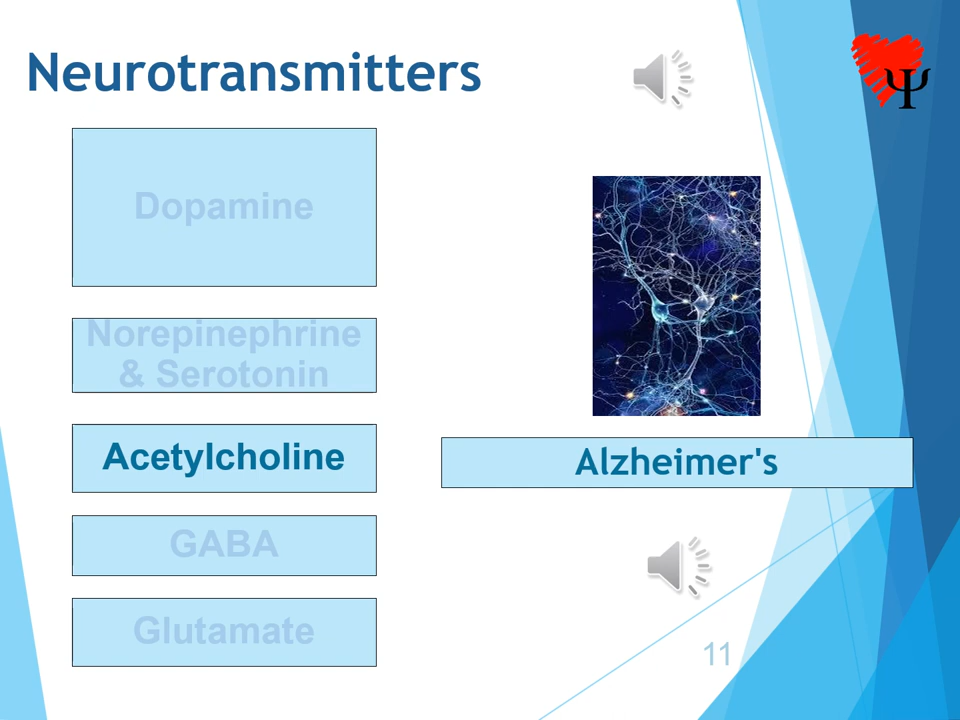 Neurotransmitters
Ψ
Dopamine
Norepinephrine
& Serotonin
Acetylcholine
Alzheimer's
GABA
Glutamate
11